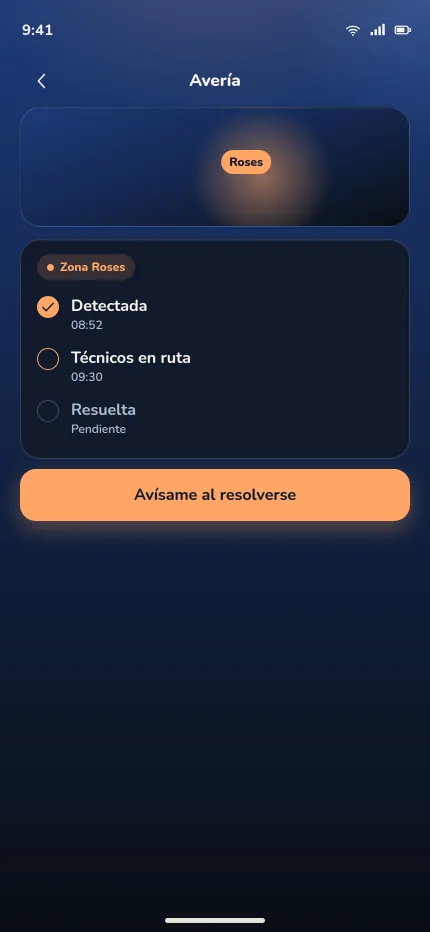 9:41
Avería
Roses
Zona Roses
Detectada
08:52
Técnicos en ruta
09:30
Resuelta
Pendiente
Avísame al resolverse